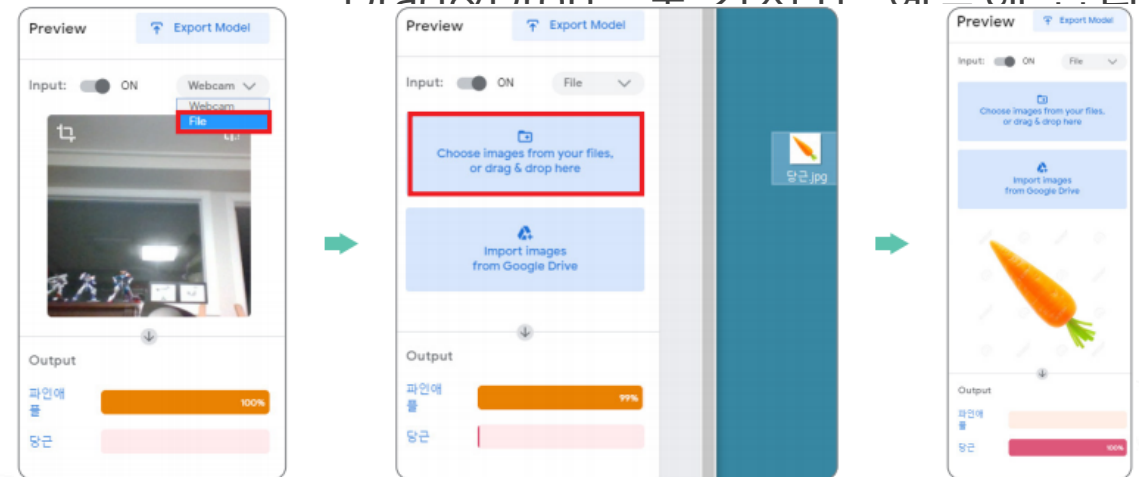 Preview
Export Model
Input:
ON
Webcam
Webcam
File
Output
파인애
플
100%
당근
Preview
Export Model
Input:
ON
File
Choose images from your files,
or drag & drop here
Import images
from Google Drive
Output
파인애
플
99%
당근
당근.jpg
Preview
Export Model
Input:
ON
File
Choose images from your files,
or drag & drop here
Import images
from Google Drive
Output
파인애
플
당근
100%